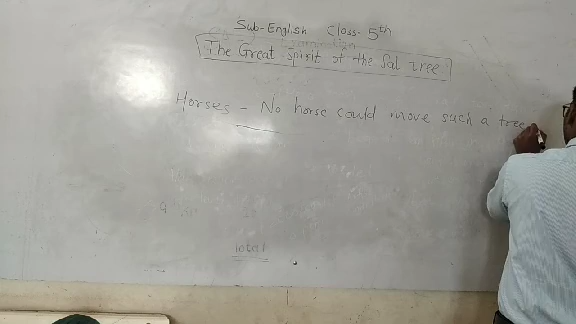 Sub-English Class- 5th
The Great Spirit of the Sal Tree
Horses - No horse could move such a tree
Total